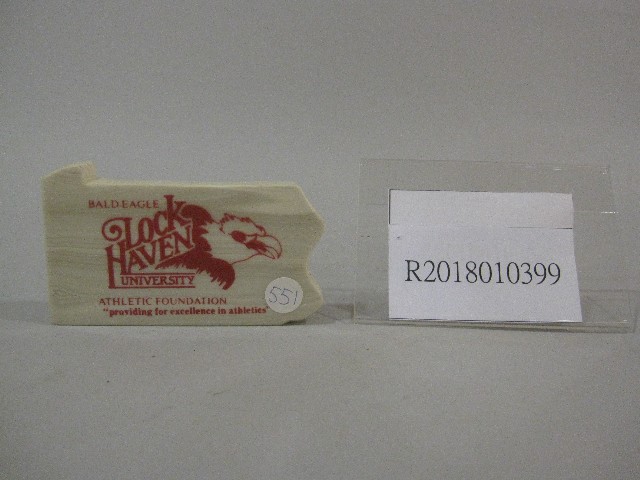 BALD EAGLE
LOCK
HAVEN
UNIVERSITY
ATHLETIC FOUNDATION
"providing for excellence in athletics"
551
R2018010399